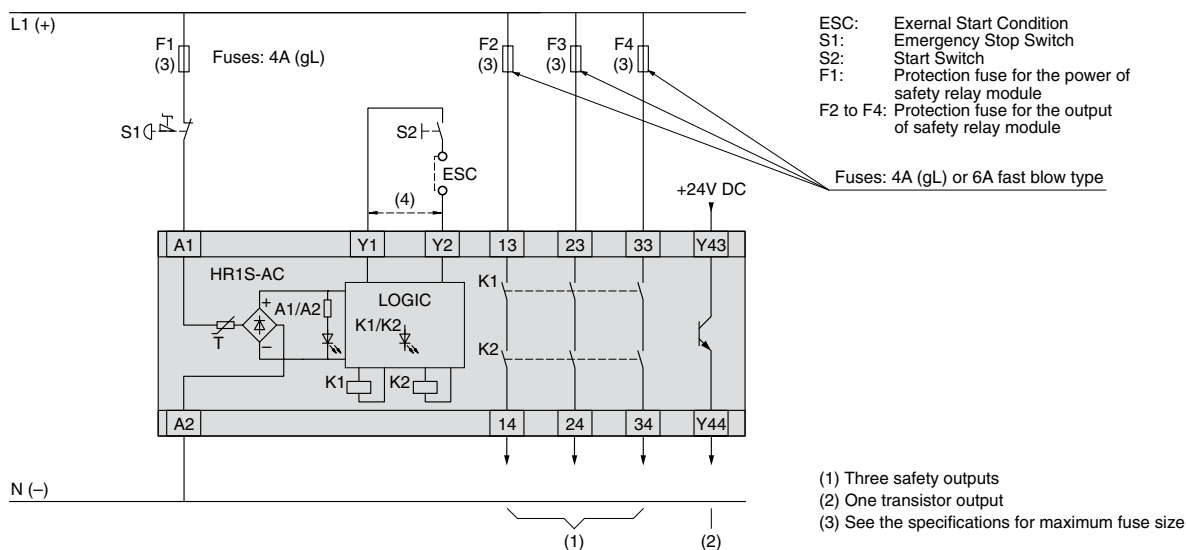 L1 (+)
F1
(3)
Fuses: 4A (gL)
F2
(3)
F3
(3)
F4
(3)
ESC: Exernal Start Condition
S1: Emergency Stop Switch
S2: Start Switch
F1: Protection fuse for the power of
safety relay module
F2 to F4: Protection fuse for the output
of safety relay module
Fuses: 4A (gL) or 6A fast blow type
S1
S2
ESC
(4)
+24V DC
A1
Y1
Y2
13
23
33
Y43
HR1S-AC
LOGIC
A1/A2
K1/K2
+
–
T
K1
K2
K1
K2
A2
14
24
34
Y44
N (–)
(1)
(2)
(1) Three safety outputs
(2) One transistor output
(3) See the specifications for maximum fuse size